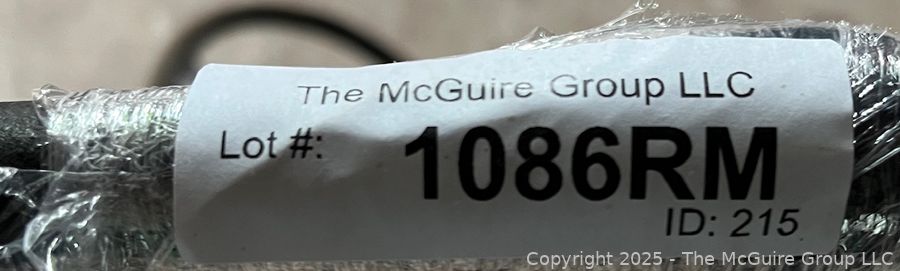 The McGuire Group LLC
Lot #: 1086RM
ID: 215
Copyright 2025 - The McGuire Group LLC